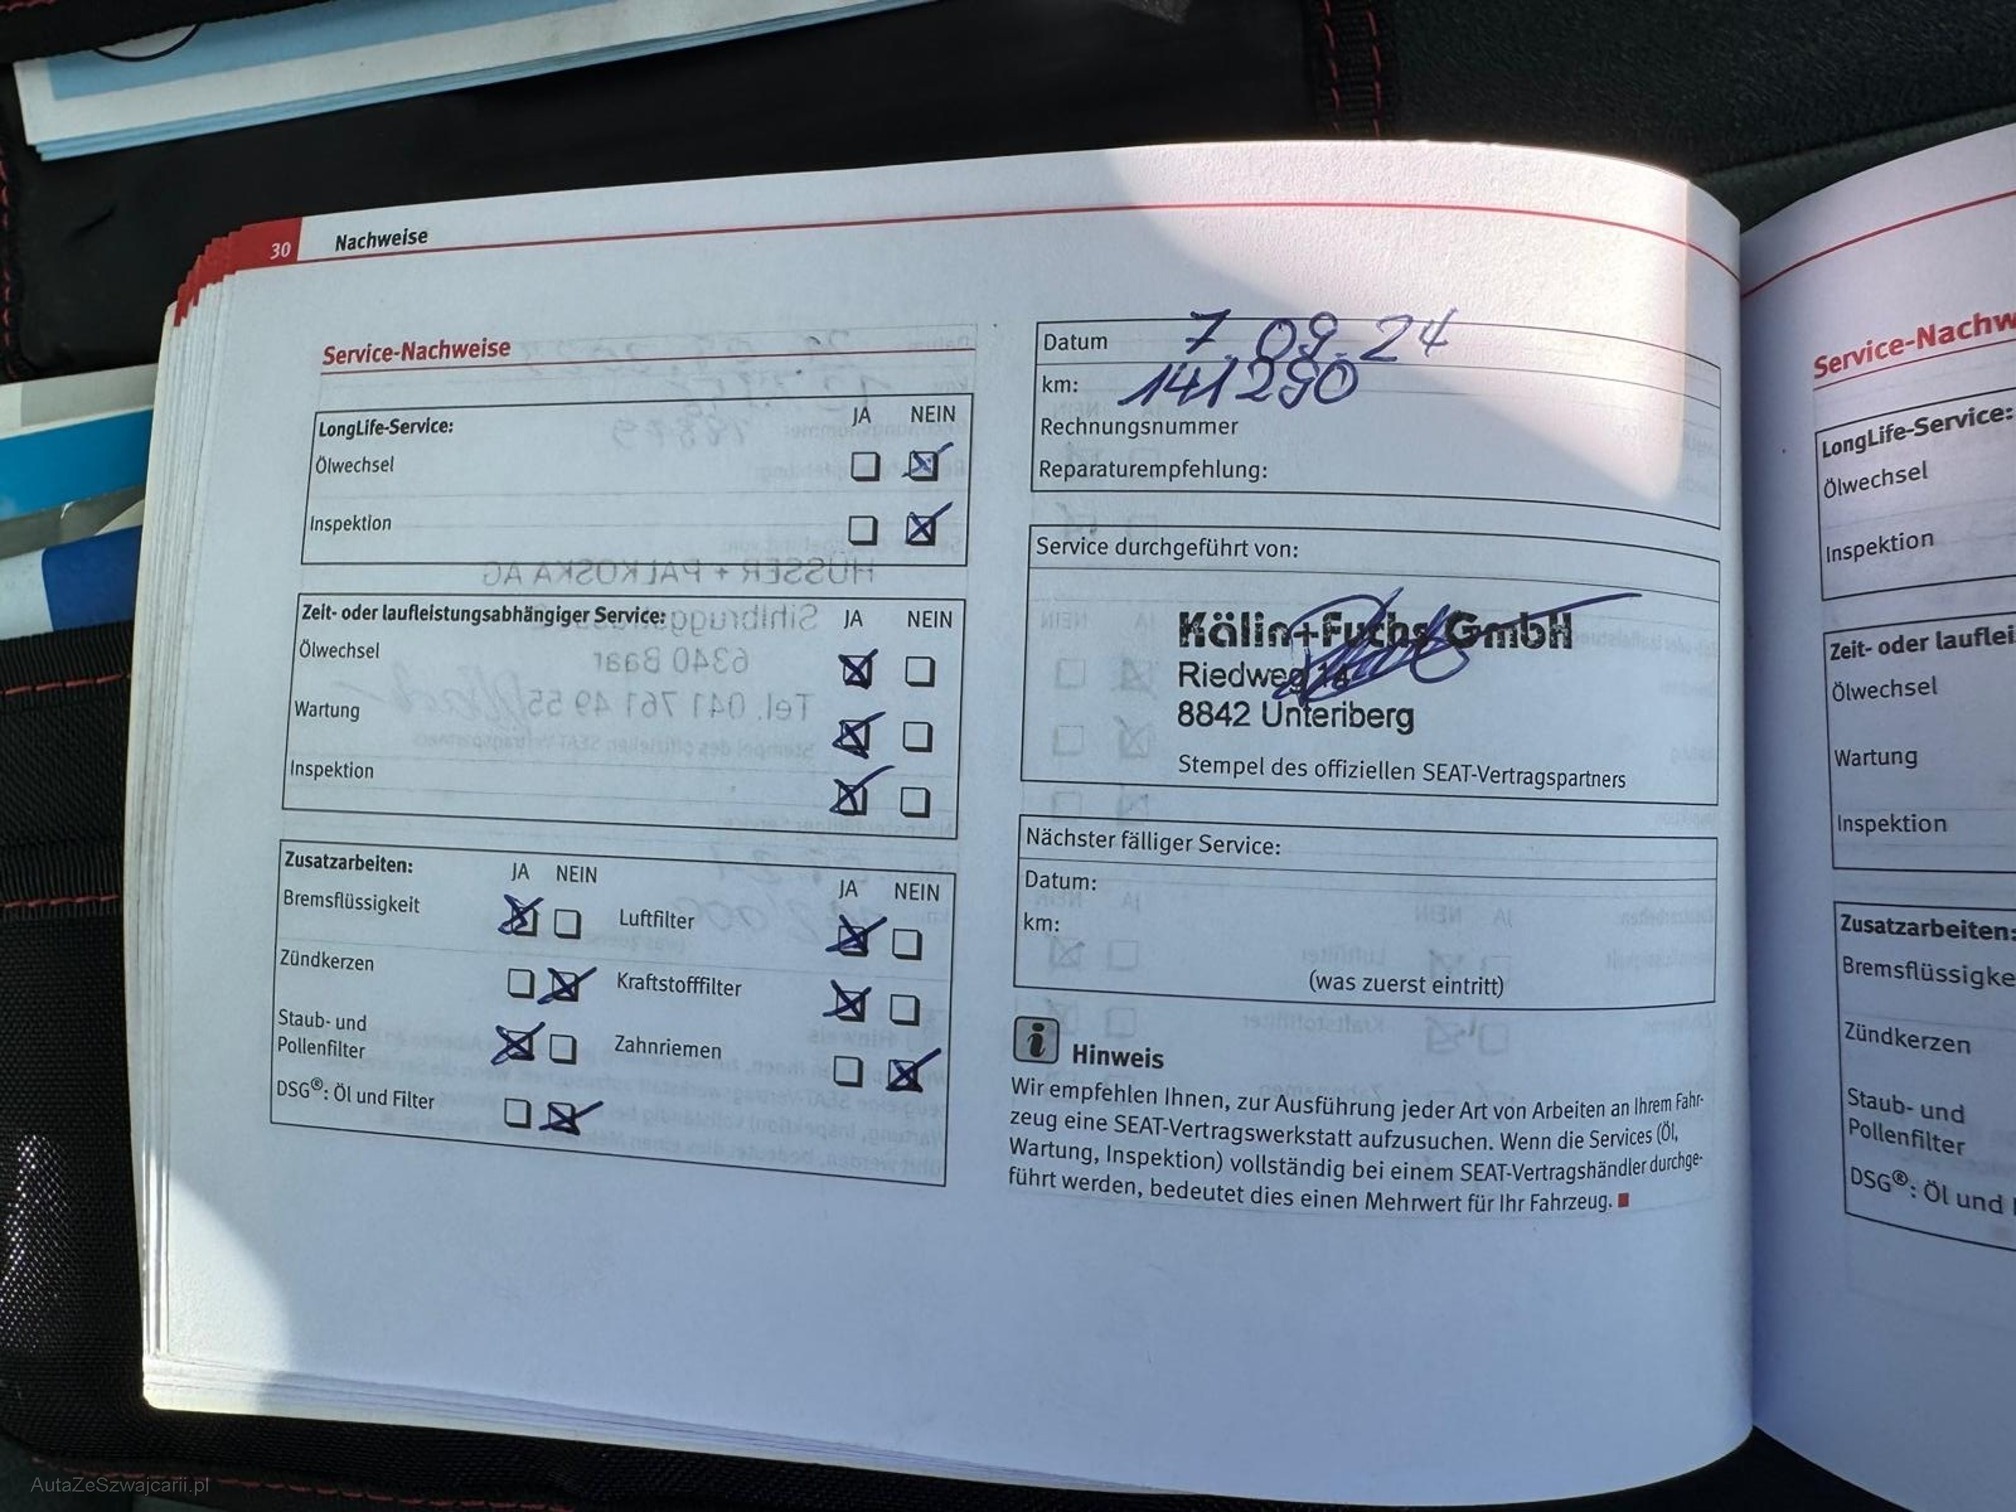 30 Nachweise
Service-Nachweise
LongLife-Service: JA NEIN
Ölwechsel
Inspektion
Zeit- oder laufleistungsabhängiger Service: JA NEIN
Ölwechsel
Wartung
Inspektion
Zusatzarbeiten: JA NEIN JA NEIN
Bremsflüssigkeit Luftfilter
Zündkerzen Kraftstofffilter
Staub- und
Pollenfilter Zahnriemen
DSG®: Öl und Filter
Datum 7.09.24
km: 141290
Rechnungsnummer
Reparaturempfehlung:
Service durchgeführt von:
Kälin+Fuchs GmbH
Riedweg 14
8842 Unteriberg
Stempel des offiziellen SEAT-Vertragspartners
Nächster fälliger Service:
Datum:
km:
(was zuerst eintritt)
Hinweis
Wir empfehlen Ihnen, zur Ausführung jeder Art von Arbeiten an Ihrem Fahr-
zeug eine SEAT-Vertragswerkstatt aufzusuchen. Wenn die Services (Öl,
Wartung, Inspektion) vollständig bei einem SEAT-Vertragshändler durchge-
führt werden, bedeutet dies einen Mehrwert für Ihr Fahrzeug.
Service-Nachw
LongLife-Service:
Ölwechsel
Inspektion
Zeit- oder lauflei
Ölwechsel
Wartung
Inspektion
Zusatzarbeiten:
Bremsflüssigke
Zündkerzen
Staub- und
Pollenfilter
DSG®: Öl und
AutaZeSzwajcarii.pl